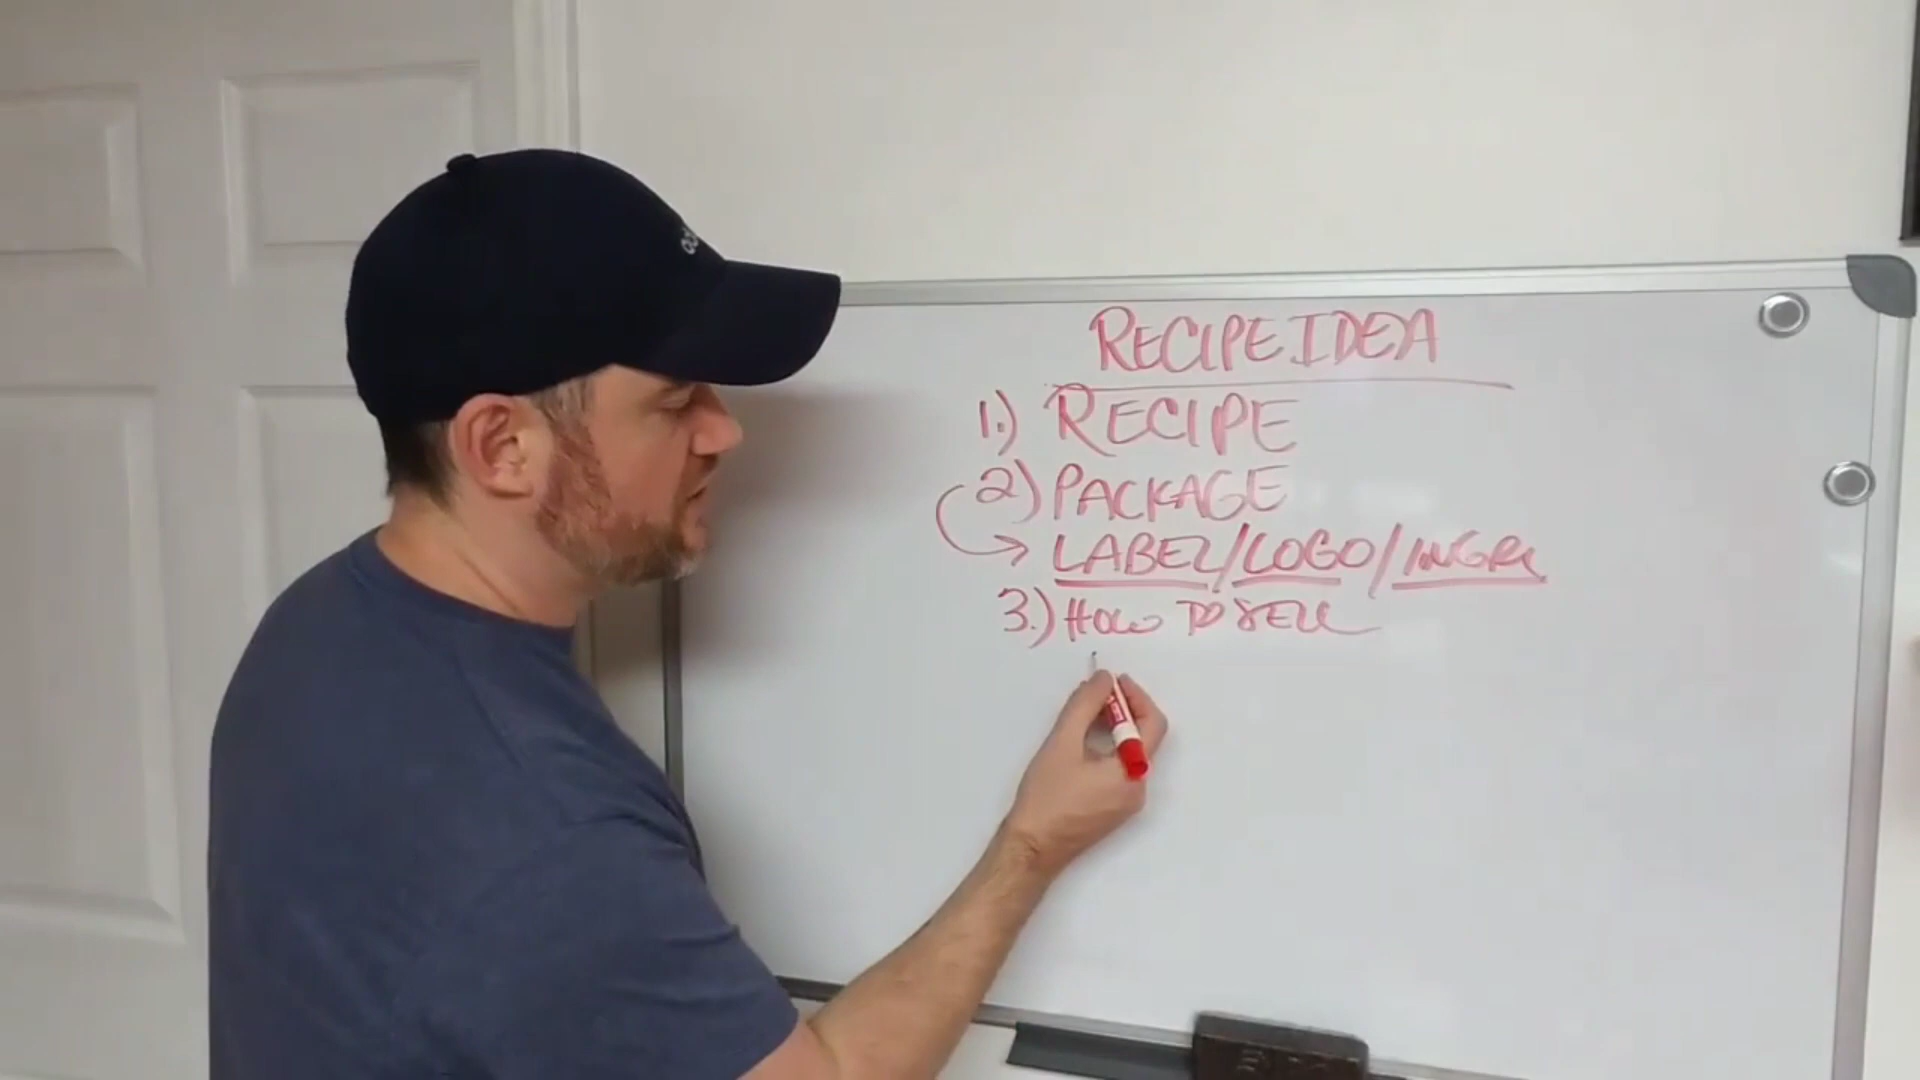 RECIPE IDEA
1.) RECIPE
2) PACKAGE
→ LABEL/LOGO/INGR
3.) HOW TO SELL